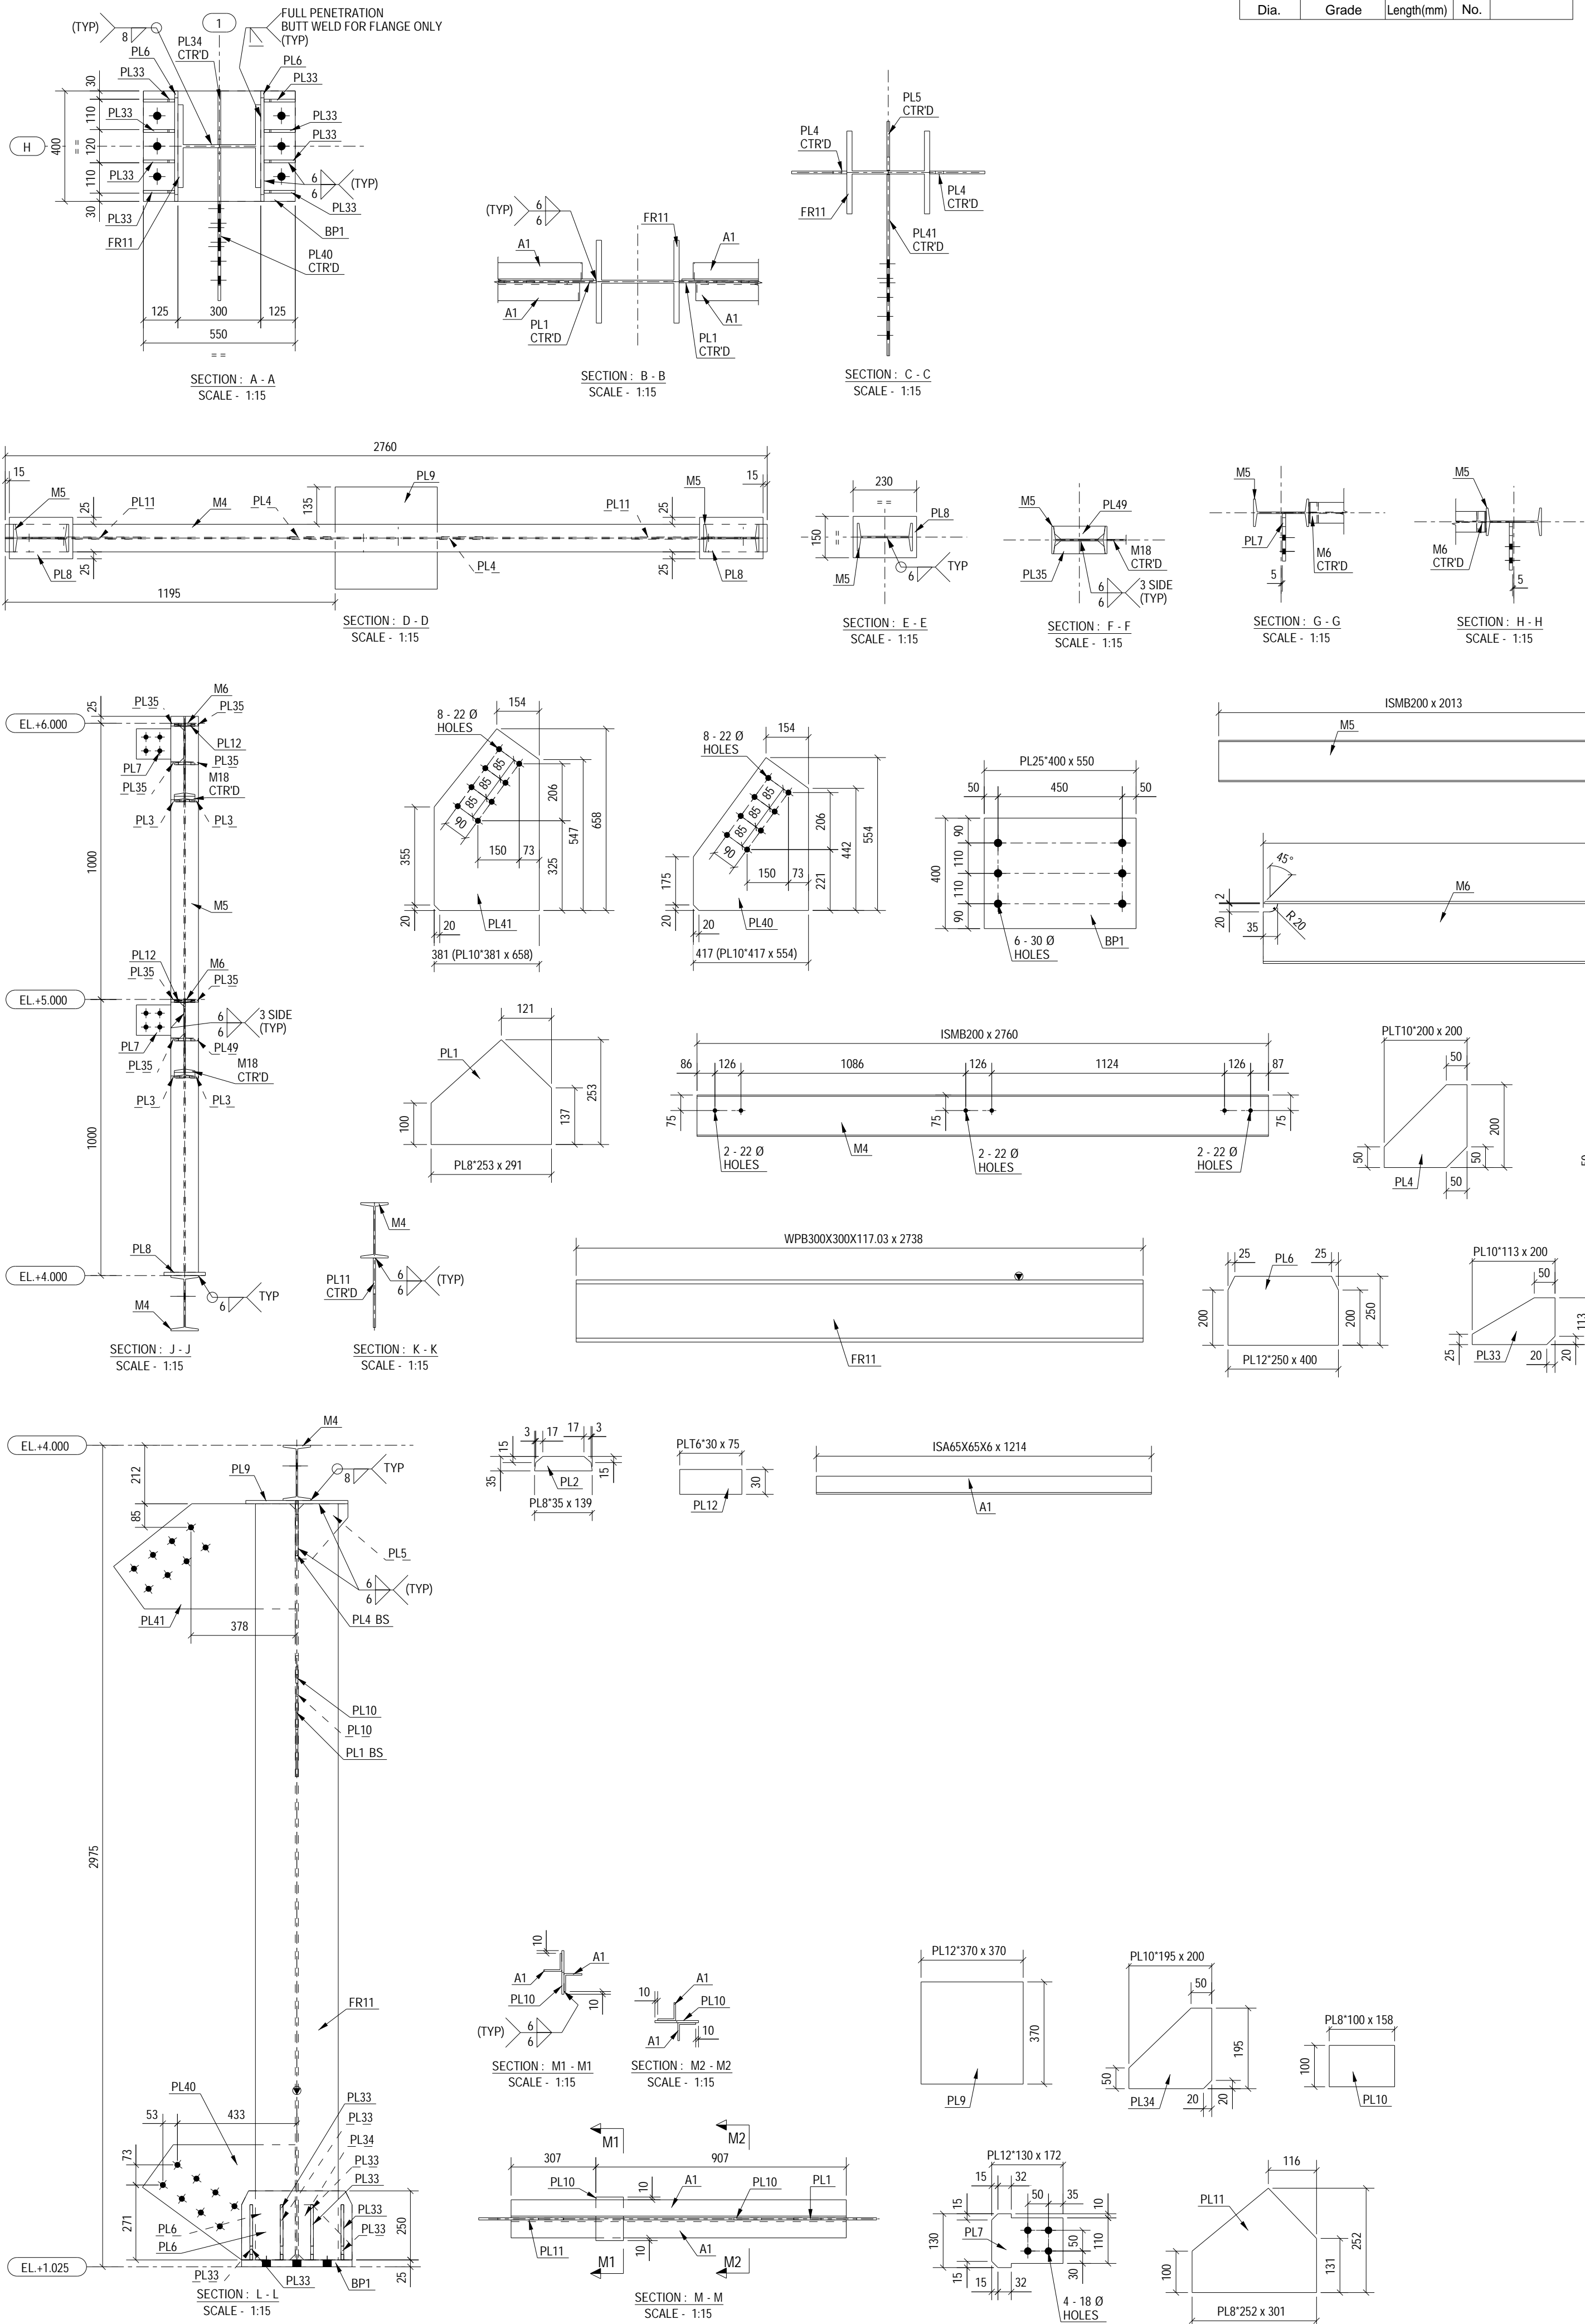 Dia. Grade Length(mm) No.
(TYP) 8
1
FULL PENETRATION
BUTT WELD FOR FLANGE ONLY
(TYP)
PL34
CTR'D
PL6
PL6
PL33
PL33
30
110
PL33
PL33
H
400
=
120
PL33
PL33
110
6
6
(TYP)
30
PL33
PL33
FR11
BP1
PL40
CTR'D
125
300
125
550
= =
SECTION : A - A
SCALE - 1:15
(TYP)
6
6
FR11
A1
A1
A1
A1
PL1
CTR'D
PL1
CTR'D
SECTION : B - B
SCALE - 1:15
PL5
CTR'D
PL4
CTR'D
PL4
CTR'D
FR11
PL41
CTR'D
SECTION : C - C
SCALE - 1:15
2760
15
15
M5
PL11
M4
PL4
PL9
PL11
M5
25
135
25
PL8
25
PL4
PL8
25
1195
SECTION : D - D
SCALE - 1:15
230
= =
PL8
150
=
M5
6
TYP
SECTION : E - E
SCALE - 1:15
M5
PL49
M18
CTR'D
PL35
6
6
3 SIDE
(TYP)
SECTION : F - F
SCALE - 1:15
M5
PL7
M6
CTR'D
5
SECTION : G - G
SCALE - 1:15
M5
M6
CTR'D
5
SECTION : H - H
SCALE - 1:15
25
EL.+6.000
PL35
M6
PL35
PL12
PL7
PL35
PL35
M18
CTR'D
PL3
PL3
1000
M5
PL12
PL35
M6
PL35
EL.+5.000
6
6
3 SIDE
(TYP)
PL7
PL49
PL35
M18
CTR'D
PL3
PL3
1000
PL8
EL.+4.000
6
TYP
M4
SECTION : J - J
SCALE - 1:15
M4
PL11
CTR'D
6
6
(TYP)
SECTION : K - K
SCALE - 1:15
8 - 22 Ø
HOLES
154
85
85
85
90
206
547
658
355
150
73
325
20
20
PL41
381 (PL10*381 x 658)
8 - 22 Ø
HOLES
154
85
85
85
90
206
442
554
175
150
73
221
20
20
PL40
417 (PL10*417 x 554)
PL25*400 x 550
50
450
50
90
110
110
90
400
6 - 30 Ø
HOLES
BP1
ISMB200 x 2013
M5
45°
2
20
35
R 20
M6
121
PL1
100
137
253
PL8*253 x 291
ISMB200 x 2760
86
126
1086
126
1124
126
87
75
75
75
2 - 22 Ø
HOLES
M4
2 - 22 Ø
HOLES
2 - 22 Ø
HOLES
PLT10*200 x 200
50
200
50
50
PL4
50
50
WPB300X300X117.03 x 2738
FR11
25
PL6
25
200
200
250
PL12*250 x 400
PL10*113 x 200
50
25
113
20
PL33
20
EL.+4.000
M4
212
PL9
8
TYP
85
PL5
6
6
(TYP)
PL41
PL4 BS
378
PL10
PL10
PL1 BS
2975
FR11
PL40
PL33
53
433
PL33
PL34
73
PL33
PL33
PL33
271
PL6
PL33
250
PL6
EL.+1.025
PL33
PL33
BP1
25
SECTION : L - L
SCALE - 1:15
3
17
17
3
15
35
15
PL2
PL8*35 x 139
PLT6*30 x 75
30
PL12
ISA65X65X6 x 1214
A1
10
A1
A1
PL10
10
(TYP)
6
6
SECTION : M1 - M1
SCALE - 1:15
A1
10
PL10
A1
10
SECTION : M2 - M2
SCALE - 1:15
M1
M2
307
907
PL10
10
A1
PL10
PL1
PL11
10
A1
M1
M2
SECTION : M - M
SCALE - 1:15
PL12*370 x 370
370
PL9
PL10*195 x 200
50
195
50
PL34
20
20
PL8*100 x 158
100
PL10
PL12*130 x 172
15
32
50
35
15
10
130
PL7
50
110
15
30
15
32
4 - 18 Ø
HOLES
116
PL11
100
131
252
PL8*252 x 301